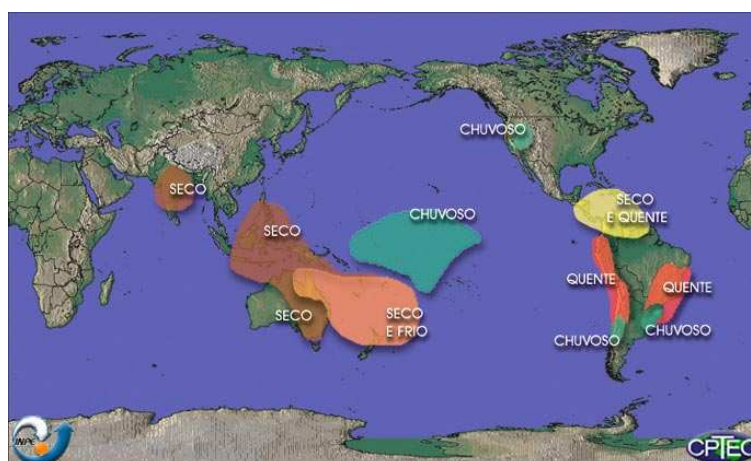 CHUVOSO
SECO
E QUENTE
SECO
SECO
CHUVOSO
QUENTE
QUENTE
SECO
SECO
E FRIO
CHUVOSO
CHUVOSO
INPE
CPTEC